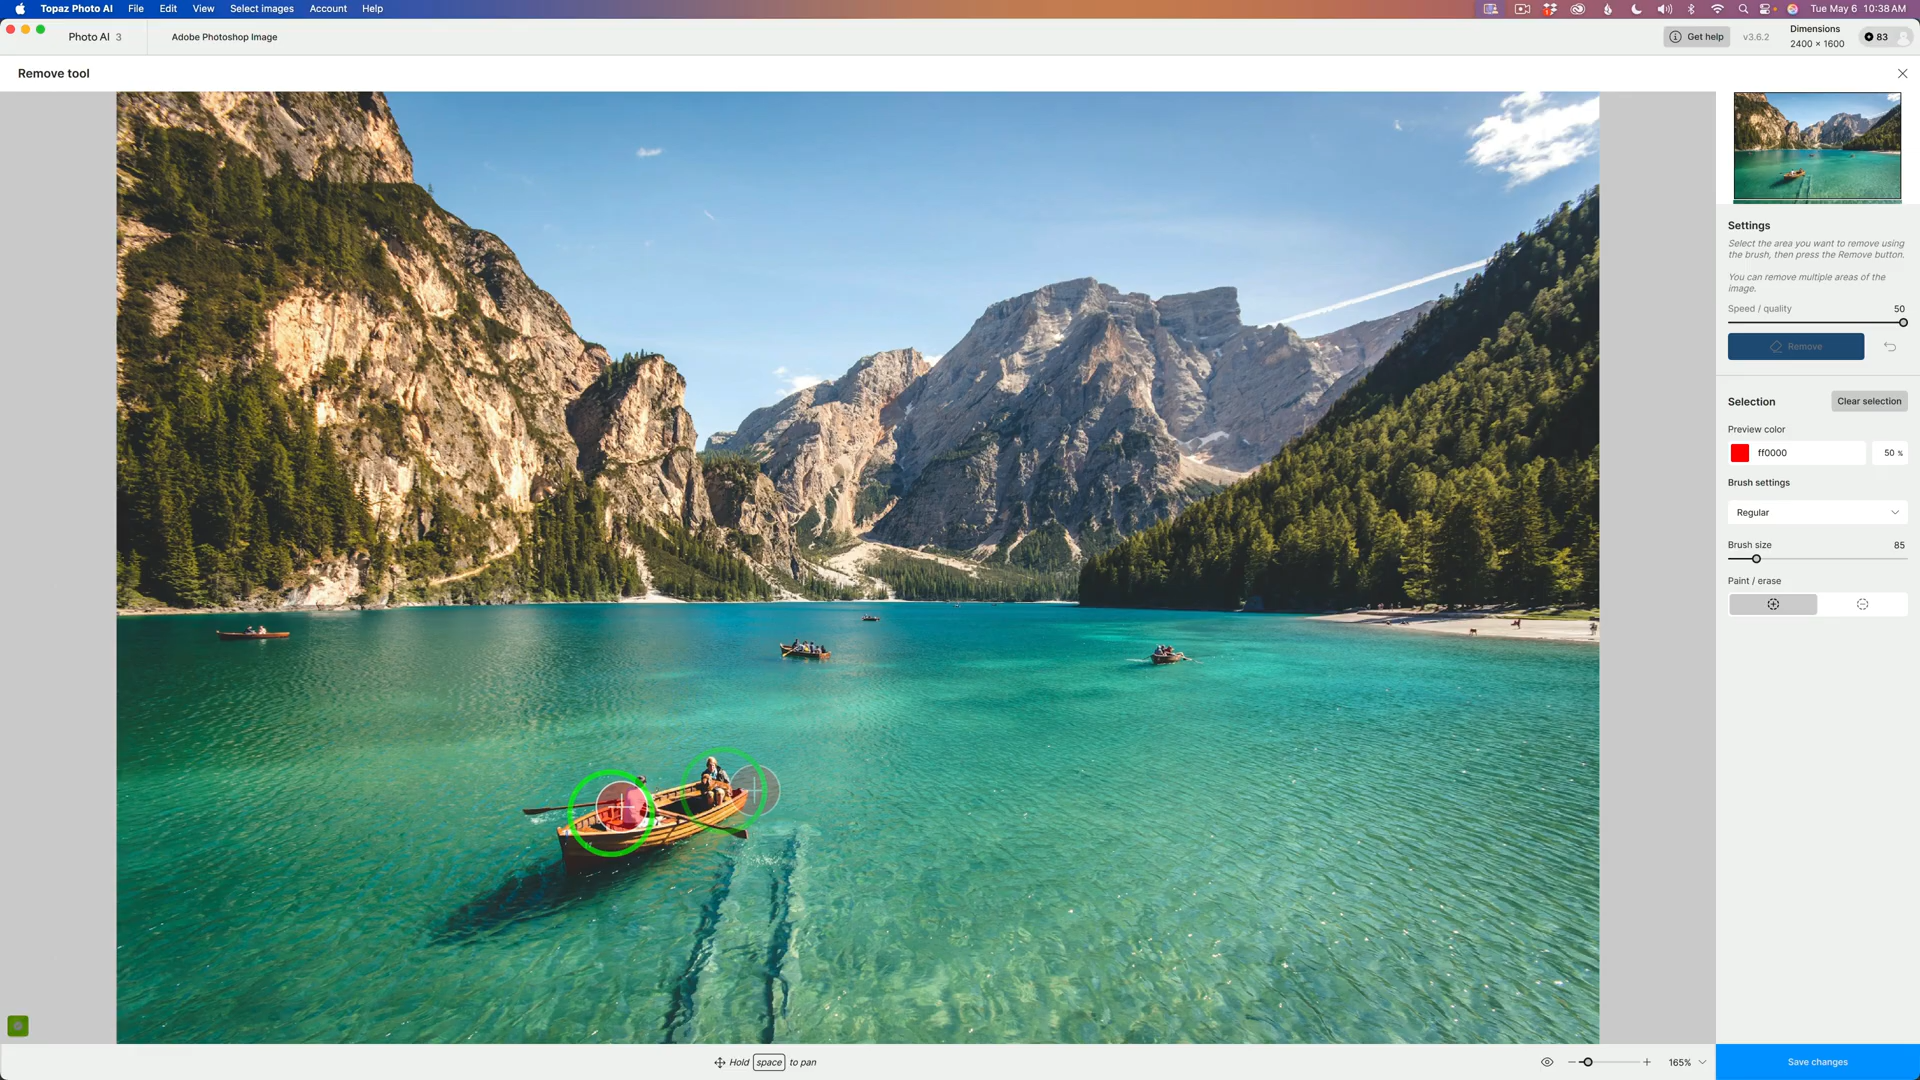 Topaz Photo AI File Edit View Select images Account Help Tue May 6 10:38 AM
Photo AI 3 Adobe Photoshop Image Get help v3.6.2 Dimensions 2400 × 1600 83
Remove tool
Settings
Select the area you want to remove using
the brush, then press the Remove button.
You can remove multiple areas of the
image.
Speed / quality 50
Remove
Selection Clear selection
Preview color
ff0000 50 %
Brush settings
Regular
Brush size 85
Paint / erase
Hold space to pan 165% Save changes